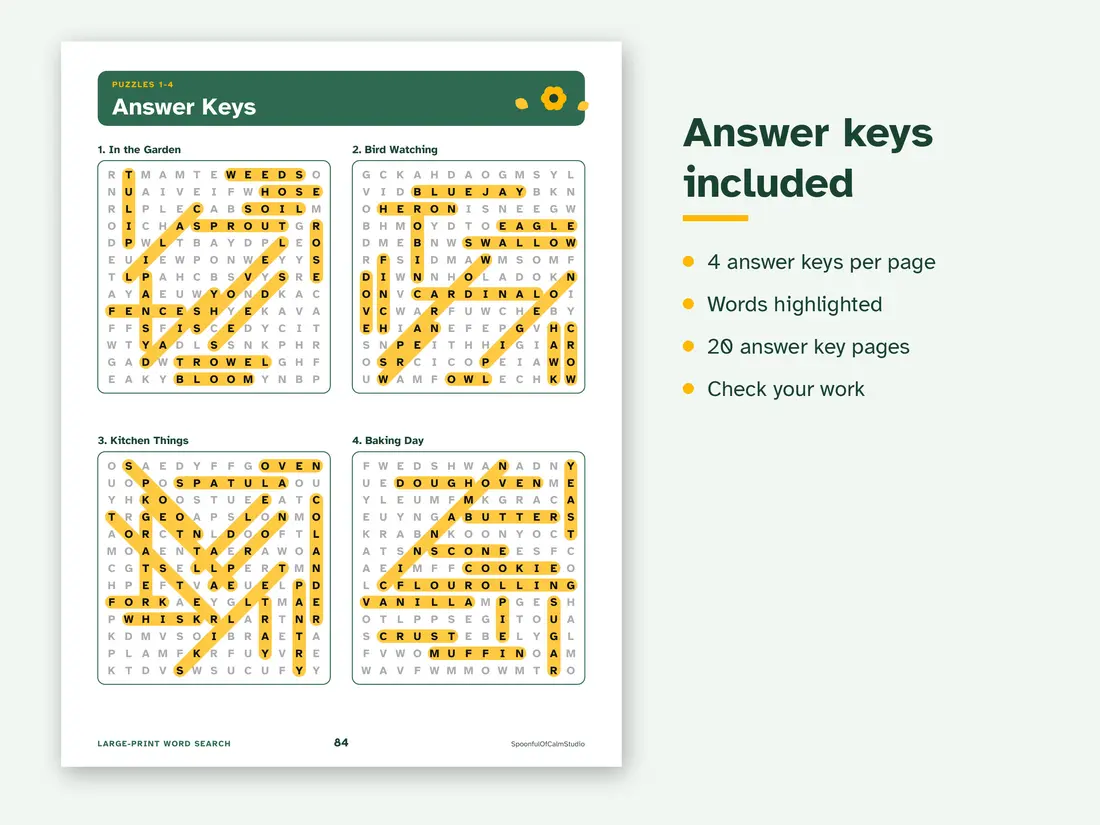 PUZZLES 1-4
Answer Keys
1. In the Garden
R T M A M T E W E E D S O
N U A I V E I F W H O S E
R L P L E C A B S O I L M
O I C H A S P R O U T G R
D P W L T B A Y D P L E O
E U I E W P O N W E Y Y S
T L P A H C B S V Y S R E
A Y A E U W Y O N D K A C
F E N C E S H Y E K A V A
F F S F I S C E D Y C I T
W T Y A D L S S N K P H R
G A D W T R O W E L G H F
E A K Y B L O O M Y N B P
2. Bird Watching
G C K A H D A O G M S Y L
V I D B L U E J A Y B K N
O H E R O N I S N E E G W
B H M O Y D T O E A G L E
D M E B N W S W A L L O W
R F S I D M A W M S O M F
D I W N N H O L A D O K N
O N V C A R D I N A L O I
V C W A R F U W C H E B Y
E H I A N E F E P G V H C
S N P E I T H H I G I A R
O S R C I C O P E I A W O
U W A M F O W L E C H K W
3. Kitchen Things
O S A E D Y F F G O V E N
U O P O S P A T U L A O U
Y H K O O S T U E E A T C
T R G E O A P S L O N M O
A O R C T N L D O O F T L
M O A E N T A E R A W O A
C G T S E L L P E R T M N
H P E F T V A E U E L P D
F O R K A E Y G L T M A E
P W H I S K R L A R T N R
K D M V S O I B R A E T A
P L A M F K R F U Y V R E
K T D V S W S U C U F Y Y
4. Baking Day
F W E D S H W A N A D N Y
U E D O U G H O V E N M E
Y L E U M F M K G R A C A
E U Y N G A B U T T E R S
K R A B N K O O N Y O C T
A T S N S C O N E E S F C
A E I M F F C O O K I E O
L C F L O U R O L L I N G
V A N I L L A M P G E S H
O T L P P S E G I T O U A
S C R U S T E B E L Y G L
F V W O M U F F I N O A M
W A V F W M M O W M T R O
LARGE-PRINT WORD SEARCH
84
SpoonfulOfCalmStudio
Answer keys
included
4 answer keys per page
Words highlighted
20 answer key pages
Check your work